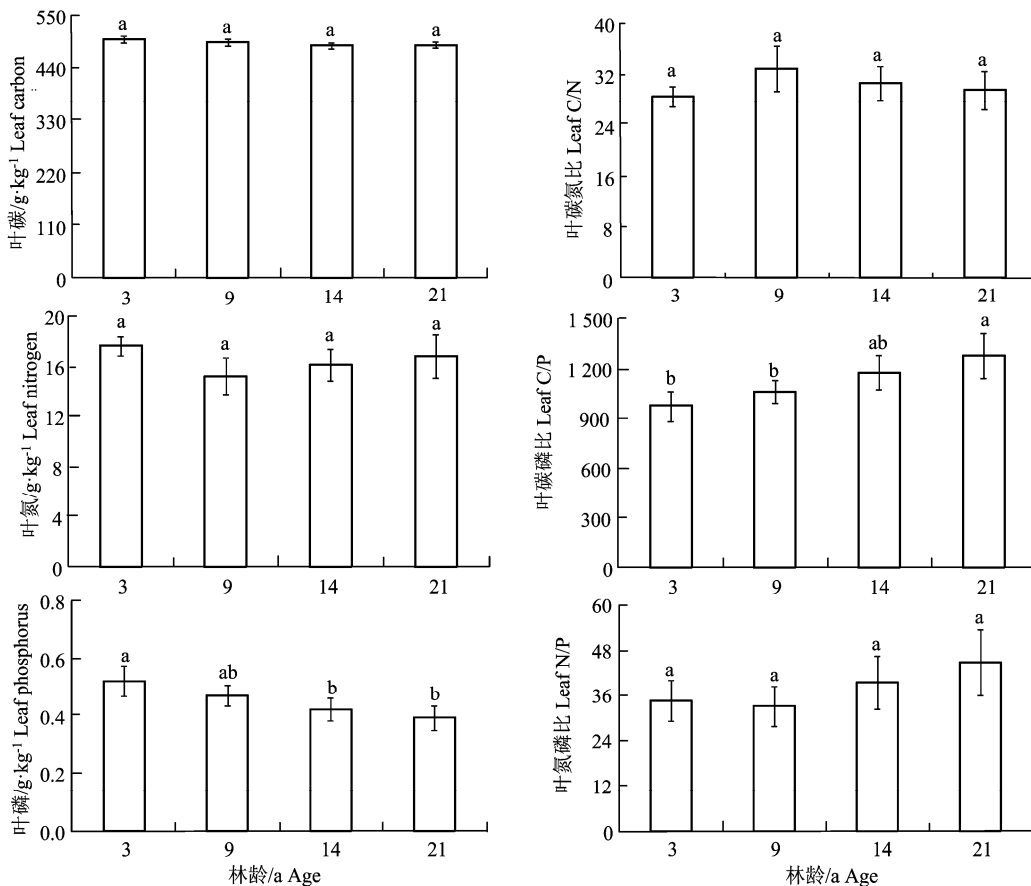 叶碳/g·kg⁻¹ Leaf carbon
550
440
330
220
110
0
a
a
a
a
3
9
14
21
叶碳氮比 Leaf C/N
40
32
24
16
8
0
a
a
a
a
3
9
14
21
叶氮/g·kg⁻¹ Leaf nitrogen
20
16
12
8
4
0
a
a
a
a
3
9
14
21
叶碳磷比 Leaf C/P
1 500
1 200
900
600
300
0
b
b
ab
a
3
9
14
21
叶磷/g·kg⁻¹ Leaf phosphorus
0.8
0.6
0.4
0.2
0.0
a
ab
b
b
3
9
14
21
林龄/a Age
叶氮磷比 Leaf N/P
60
48
36
24
12
0
a
a
a
a
3
9
14
21
林龄/a Age